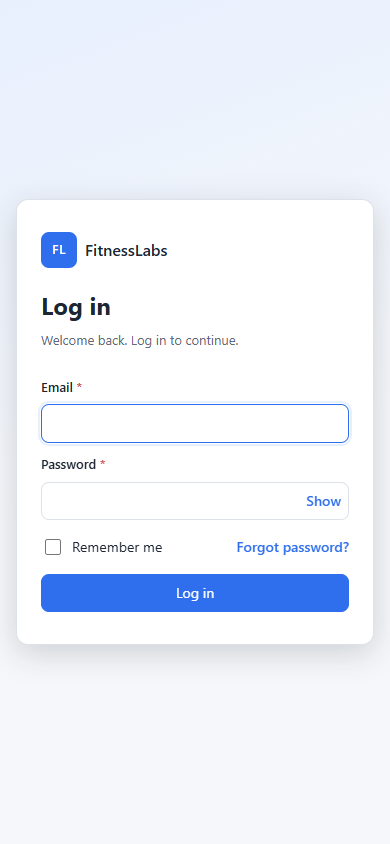 FL FitnessLabs
Log in
Welcome back. Log in to continue.
Email *
Password *
Show
Remember me Forgot password?
Log in